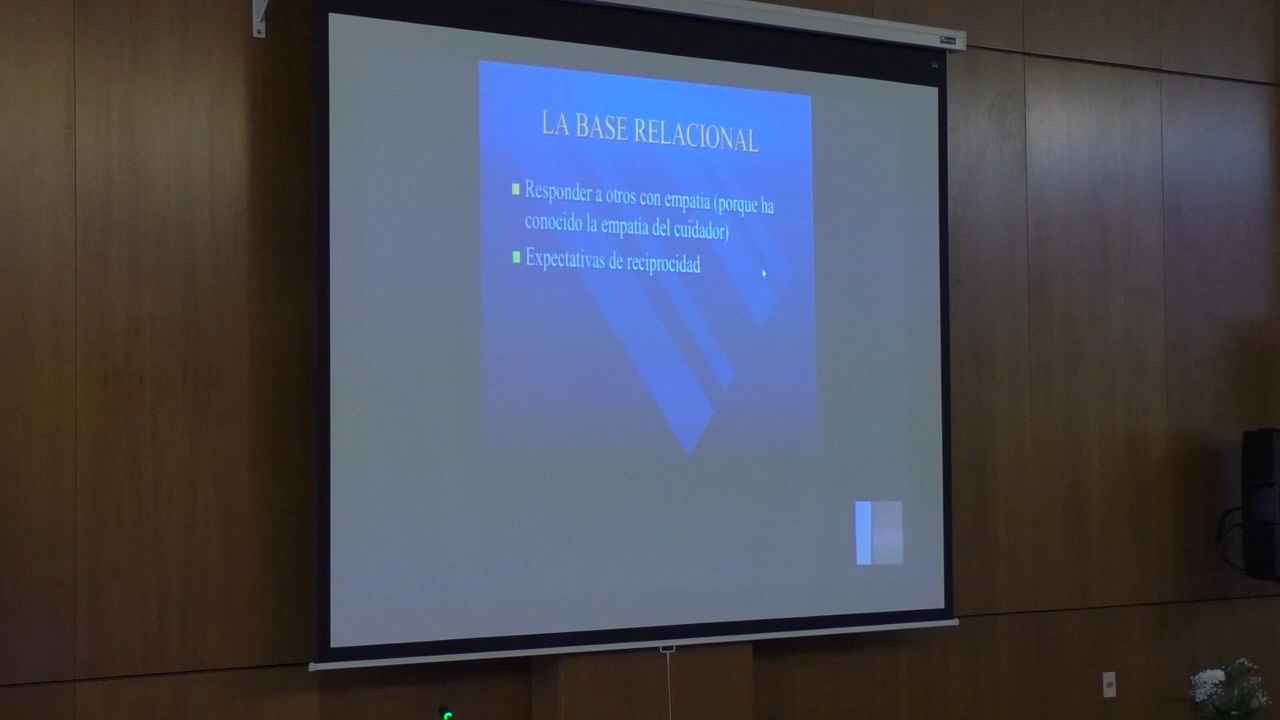 LA BASE RELACIONAL
Responder a otros con empatía (porque ha
conocido la empatía del cuidador)
Expectativas de reciprocidad